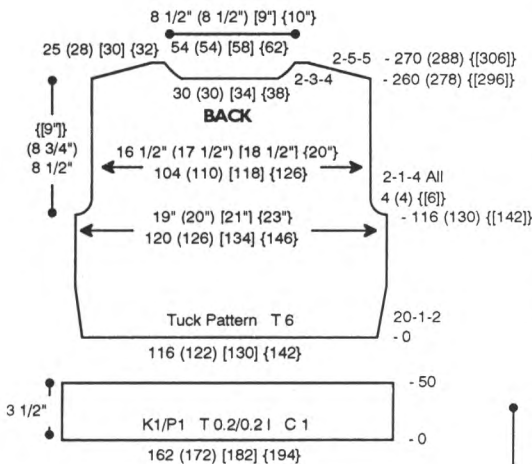 8 1/2" (8 1/2") [9"] {10"}
25 (28) [30] {32}
54 (54) [58] {62}
2-5-5 - 270 (288) {[306]}
30 (30) [34] {38}
2-3-4
- 260 (278) {[296]}
BACK
{[9"]}
(8 3/4")
8 1/2"
16 1/2" (17 1/2") [18 1/2"] {20"}
104 (110) [118] {126}
2-1-4 All
4 (4) {[6]}
- 116 (130) {[142]}
19" (20") [21"] {23"}
120 (126) [134] {146}
Tuck Pattern T 6
20-1-2
- 0
116 (122) [130] {142}
- 50
3 1/2"
K1/P1 T 0.2/0.2 I C 1
- 0
162 (172) [182] {194}